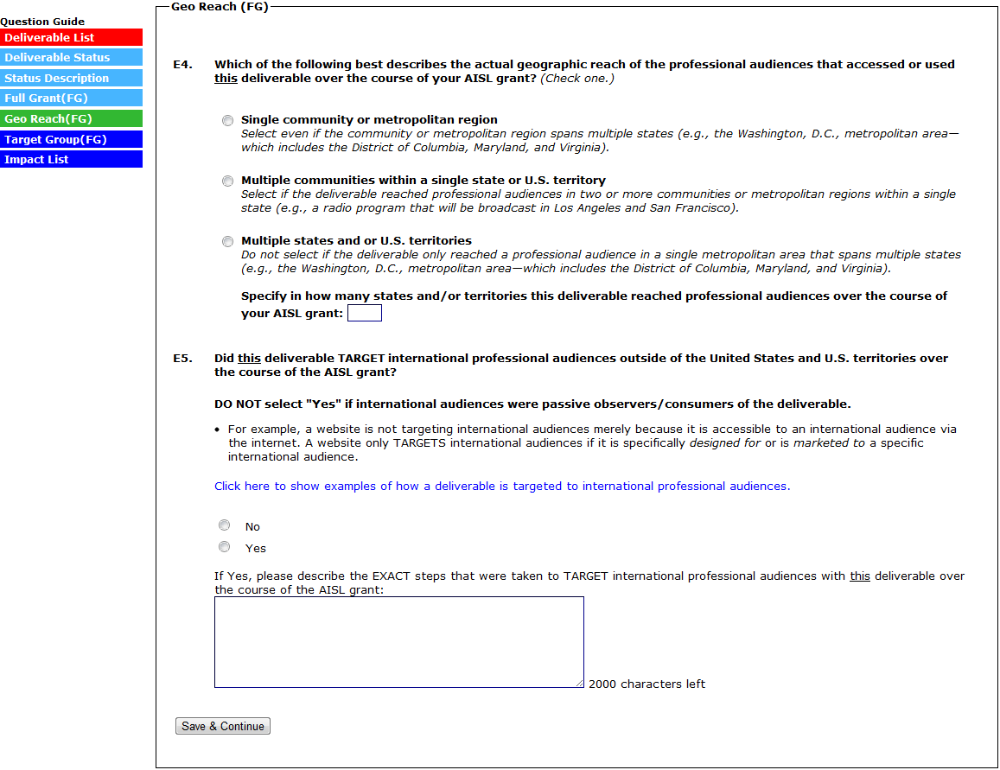 Geo Reach (FG)
Question Guide
Deliverable List
Deliverable Status
Status Description
Full Grant(FG)
Geo Reach(FG)
Target Group(FG)
Impact List
E4. Which of the following best describes the actual geographic reach of the professional audiences that accessed or used
this deliverable over the course of your AISL grant? (Check one.)
Single community or metropolitan region
Select even if the community or metropolitan region spans multiple states (e.g., the Washington, D.C., metropolitan area—
which includes the District of Columbia, Maryland, and Virginia).
Multiple communities within a single state or U.S. territory
Select if the deliverable reached professional audiences in two or more communities or metropolitan regions within a single
state (e.g., a radio program that will be broadcast in Los Angeles and San Francisco).
Multiple states and or U.S. territories
Do not select if the deliverable only reached a professional audience in a single metropolitan area that spans multiple states
(e.g., the Washington, D.C., metropolitan area—which includes the District of Columbia, Maryland, and Virginia).
Specify in how many states and/or territories this deliverable reached professional audiences over the course of
your AISL grant:
E5. Did this deliverable TARGET international professional audiences outside of the United States and U.S. territories over
the course of the AISL grant?
DO NOT select "Yes" if international audiences were passive observers/consumers of the deliverable.
• For example, a website is not targeting international audiences merely because it is accessible to an international audience via
the internet. A website only TARGETS international audiences if it is specifically designed for or is marketed to a specific
international audience.
Click here to show examples of how a deliverable is targeted to international professional audiences.
No
Yes
If Yes, please describe the EXACT steps that were taken to TARGET international professional audiences with this deliverable over
the course of the AISL grant:
2000 characters left
Save & Continue